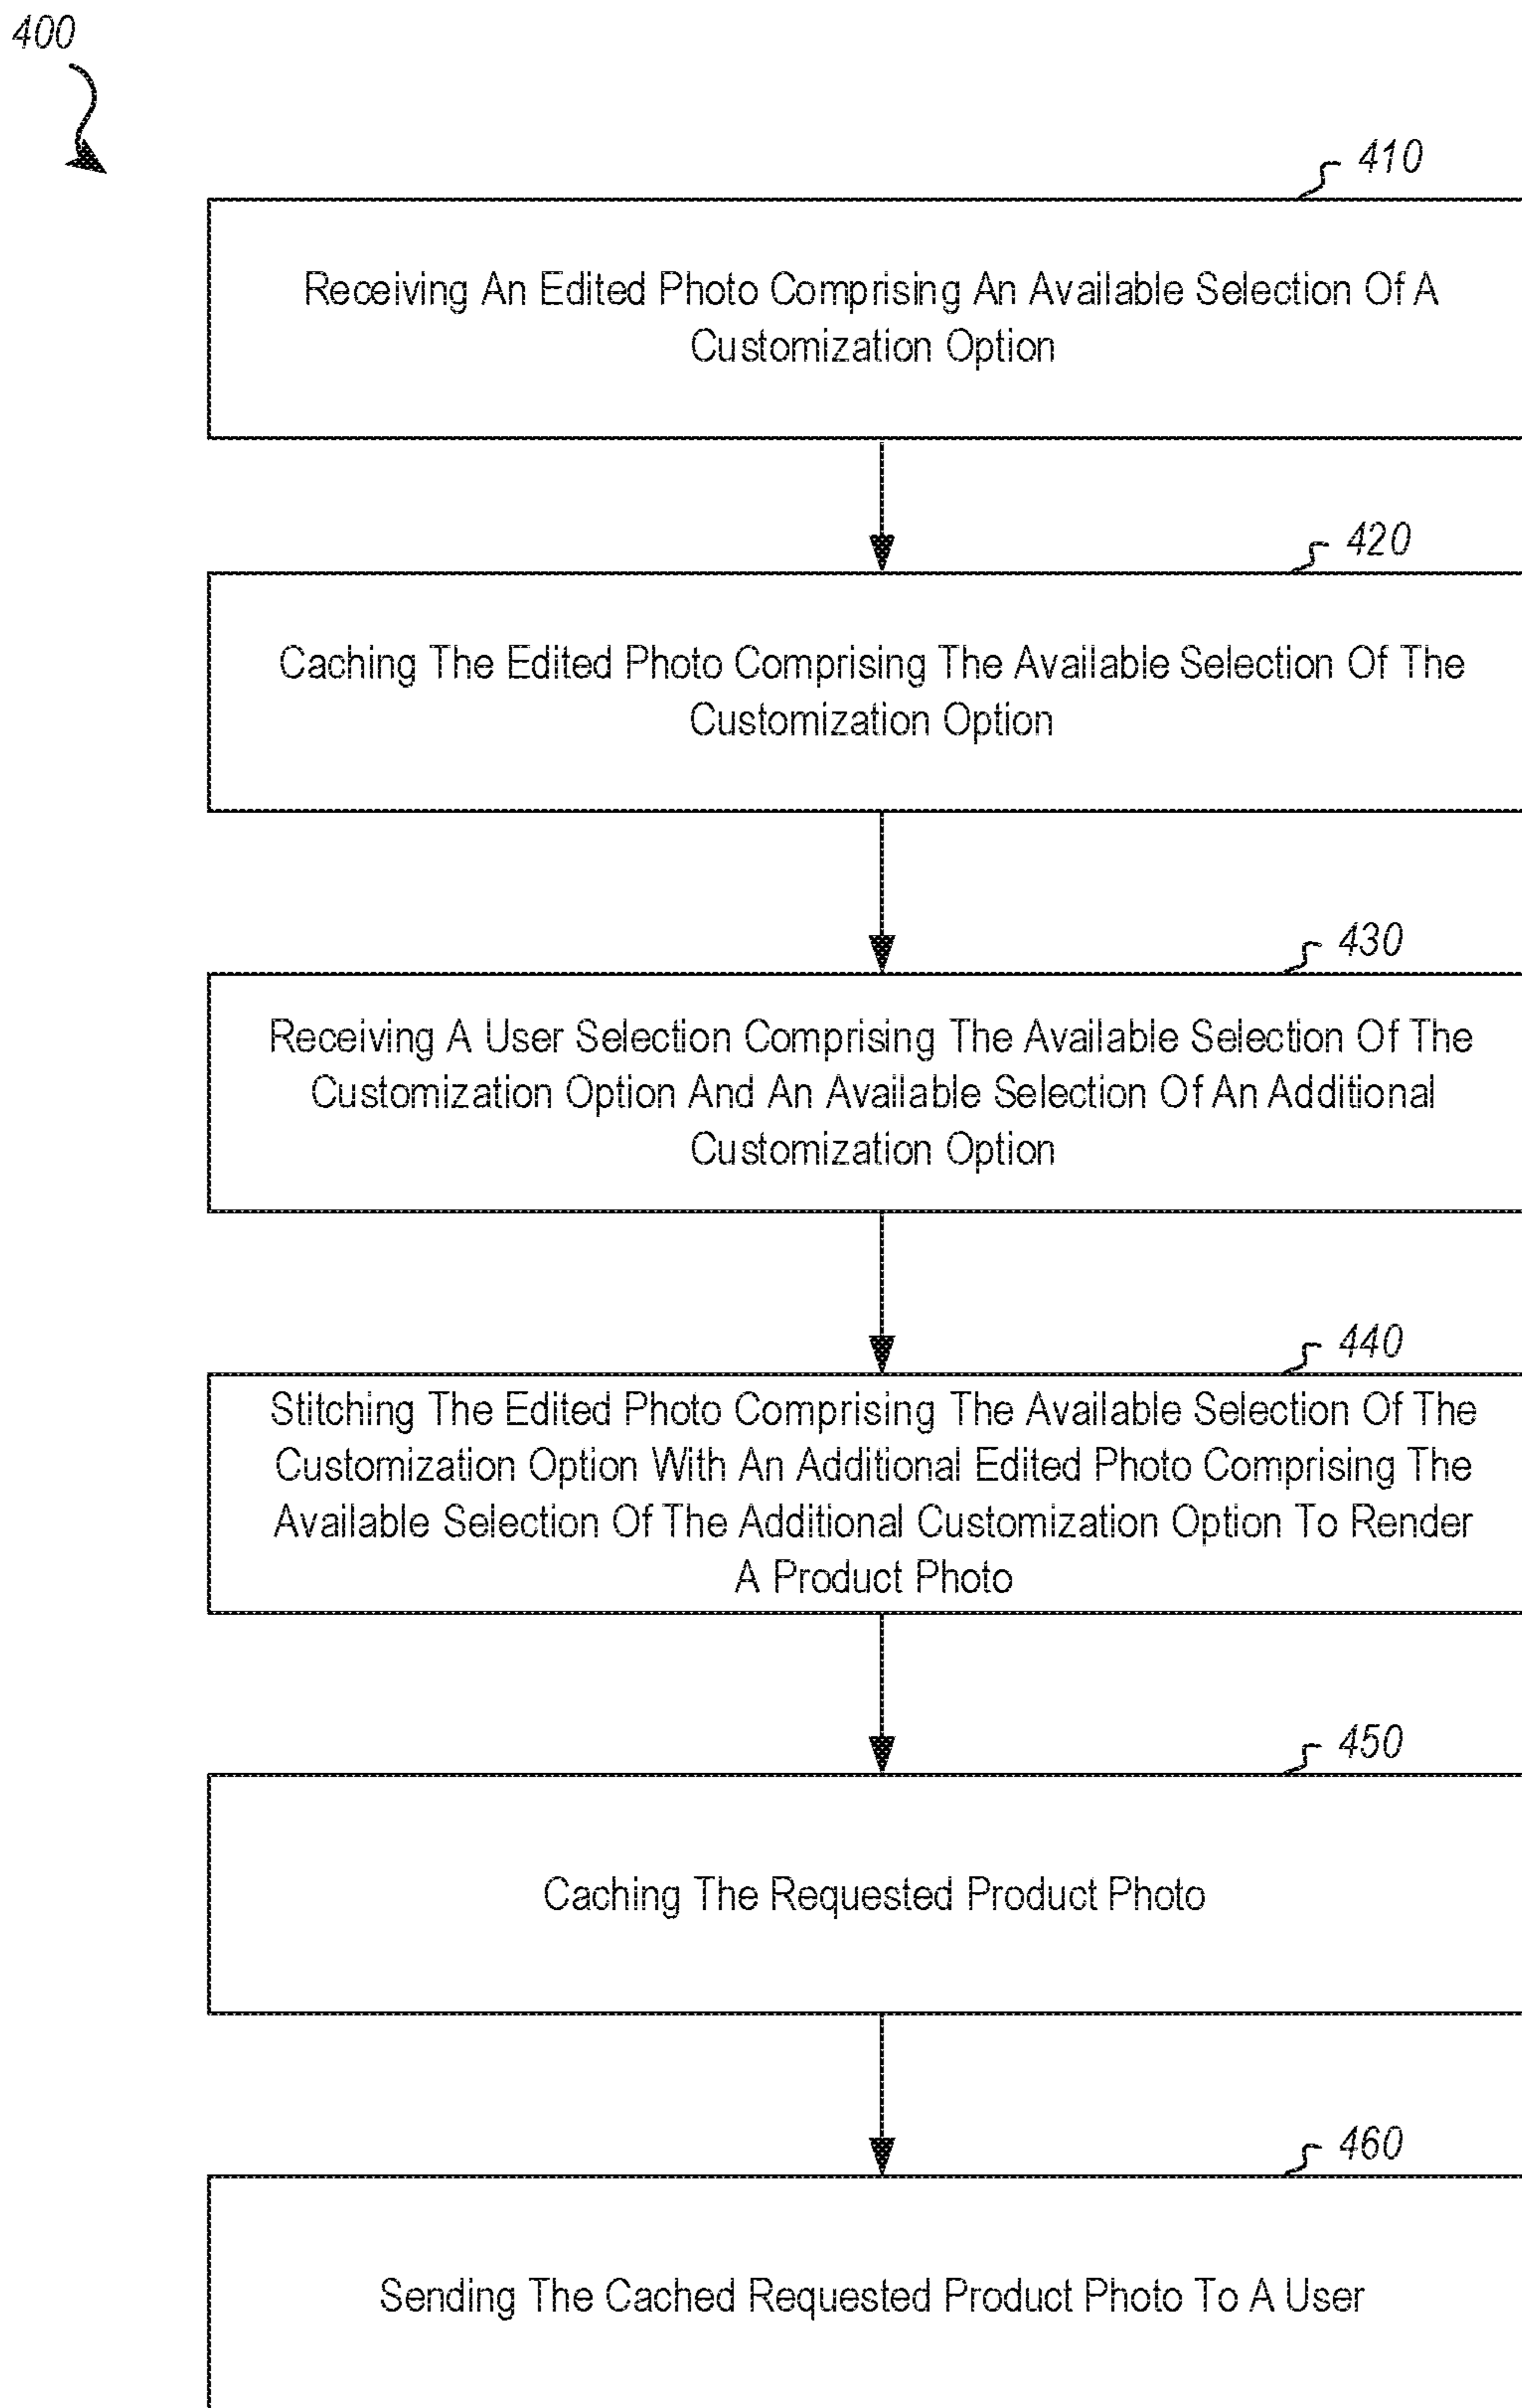 400
410
Receiving An Edited Photo Comprising An Available Selection Of A
Customization Option
420
Caching The Edited Photo Comprising The Available Selection Of The
Customization Option
430
Receiving A User Selection Comprising The Available Selection Of The
Customization Option And An Available Selection Of An Additional
Customization Option
440
Stitching The Edited Photo Comprising The Available Selection Of The
Customization Option With An Additional Edited Photo Comprising The
Available Selection Of The Additional Customization Option To Render
A Product Photo
450
Caching The Requested Product Photo
460
Sending The Cached Requested Product Photo To A User